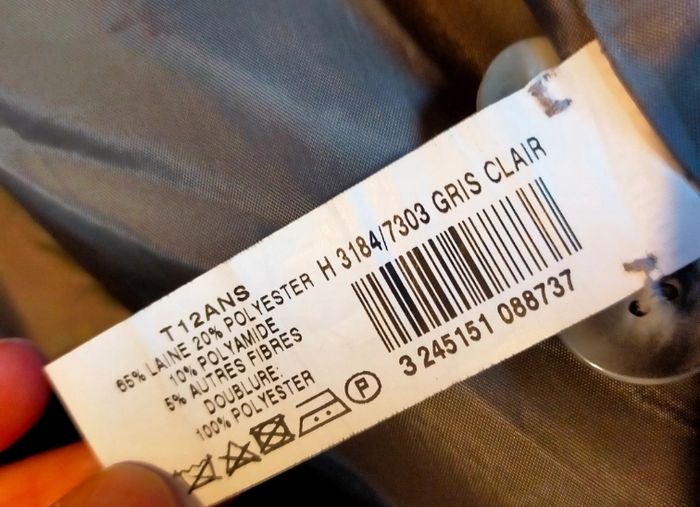 H 3184/7303 GRIS CLAIR
3 245151 088737
T12ANS
65% LAINE 20% POLYESTER
10% POLYAMIDE
5% AUTRES FIBRES
DOUBLURE:
100% POLYESTER
P